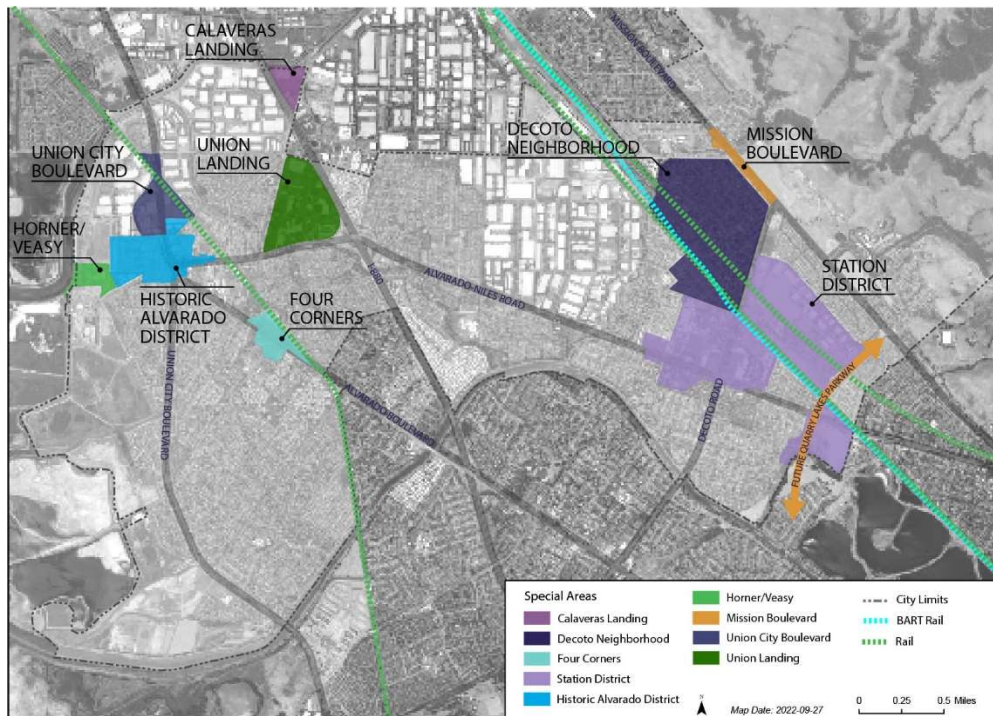 CALAVERAS
LANDING
MISSION BOULEVARD
UNION CITY
BOULEVARD
UNION
LANDING
DECOTO
NEIGHBORHOOD
MISSION
BOULEVARD
HORNER/
VEASY
HISTORIC
ALVARADO
DISTRICT
FOUR
CORNERS
I-880
ALVARADO-NILES ROAD
STATION
DISTRICT
UNION CITY BOULEVARD
ALVARADO BOULEVARD
DECOTO ROAD
FUTURE QUARRY LAKES PARKWAY
Special Areas
Calaveras Landing
Decoto Neighborhood
Four Corners
Station District
Historic Alvarado District
Horner/Veasy
Mission Boulevard
Union City Boulevard
Union Landing
City Limits
BART Rail
Rail
N
Map Date: 2022-09-27
0 0.25 0.5 Miles